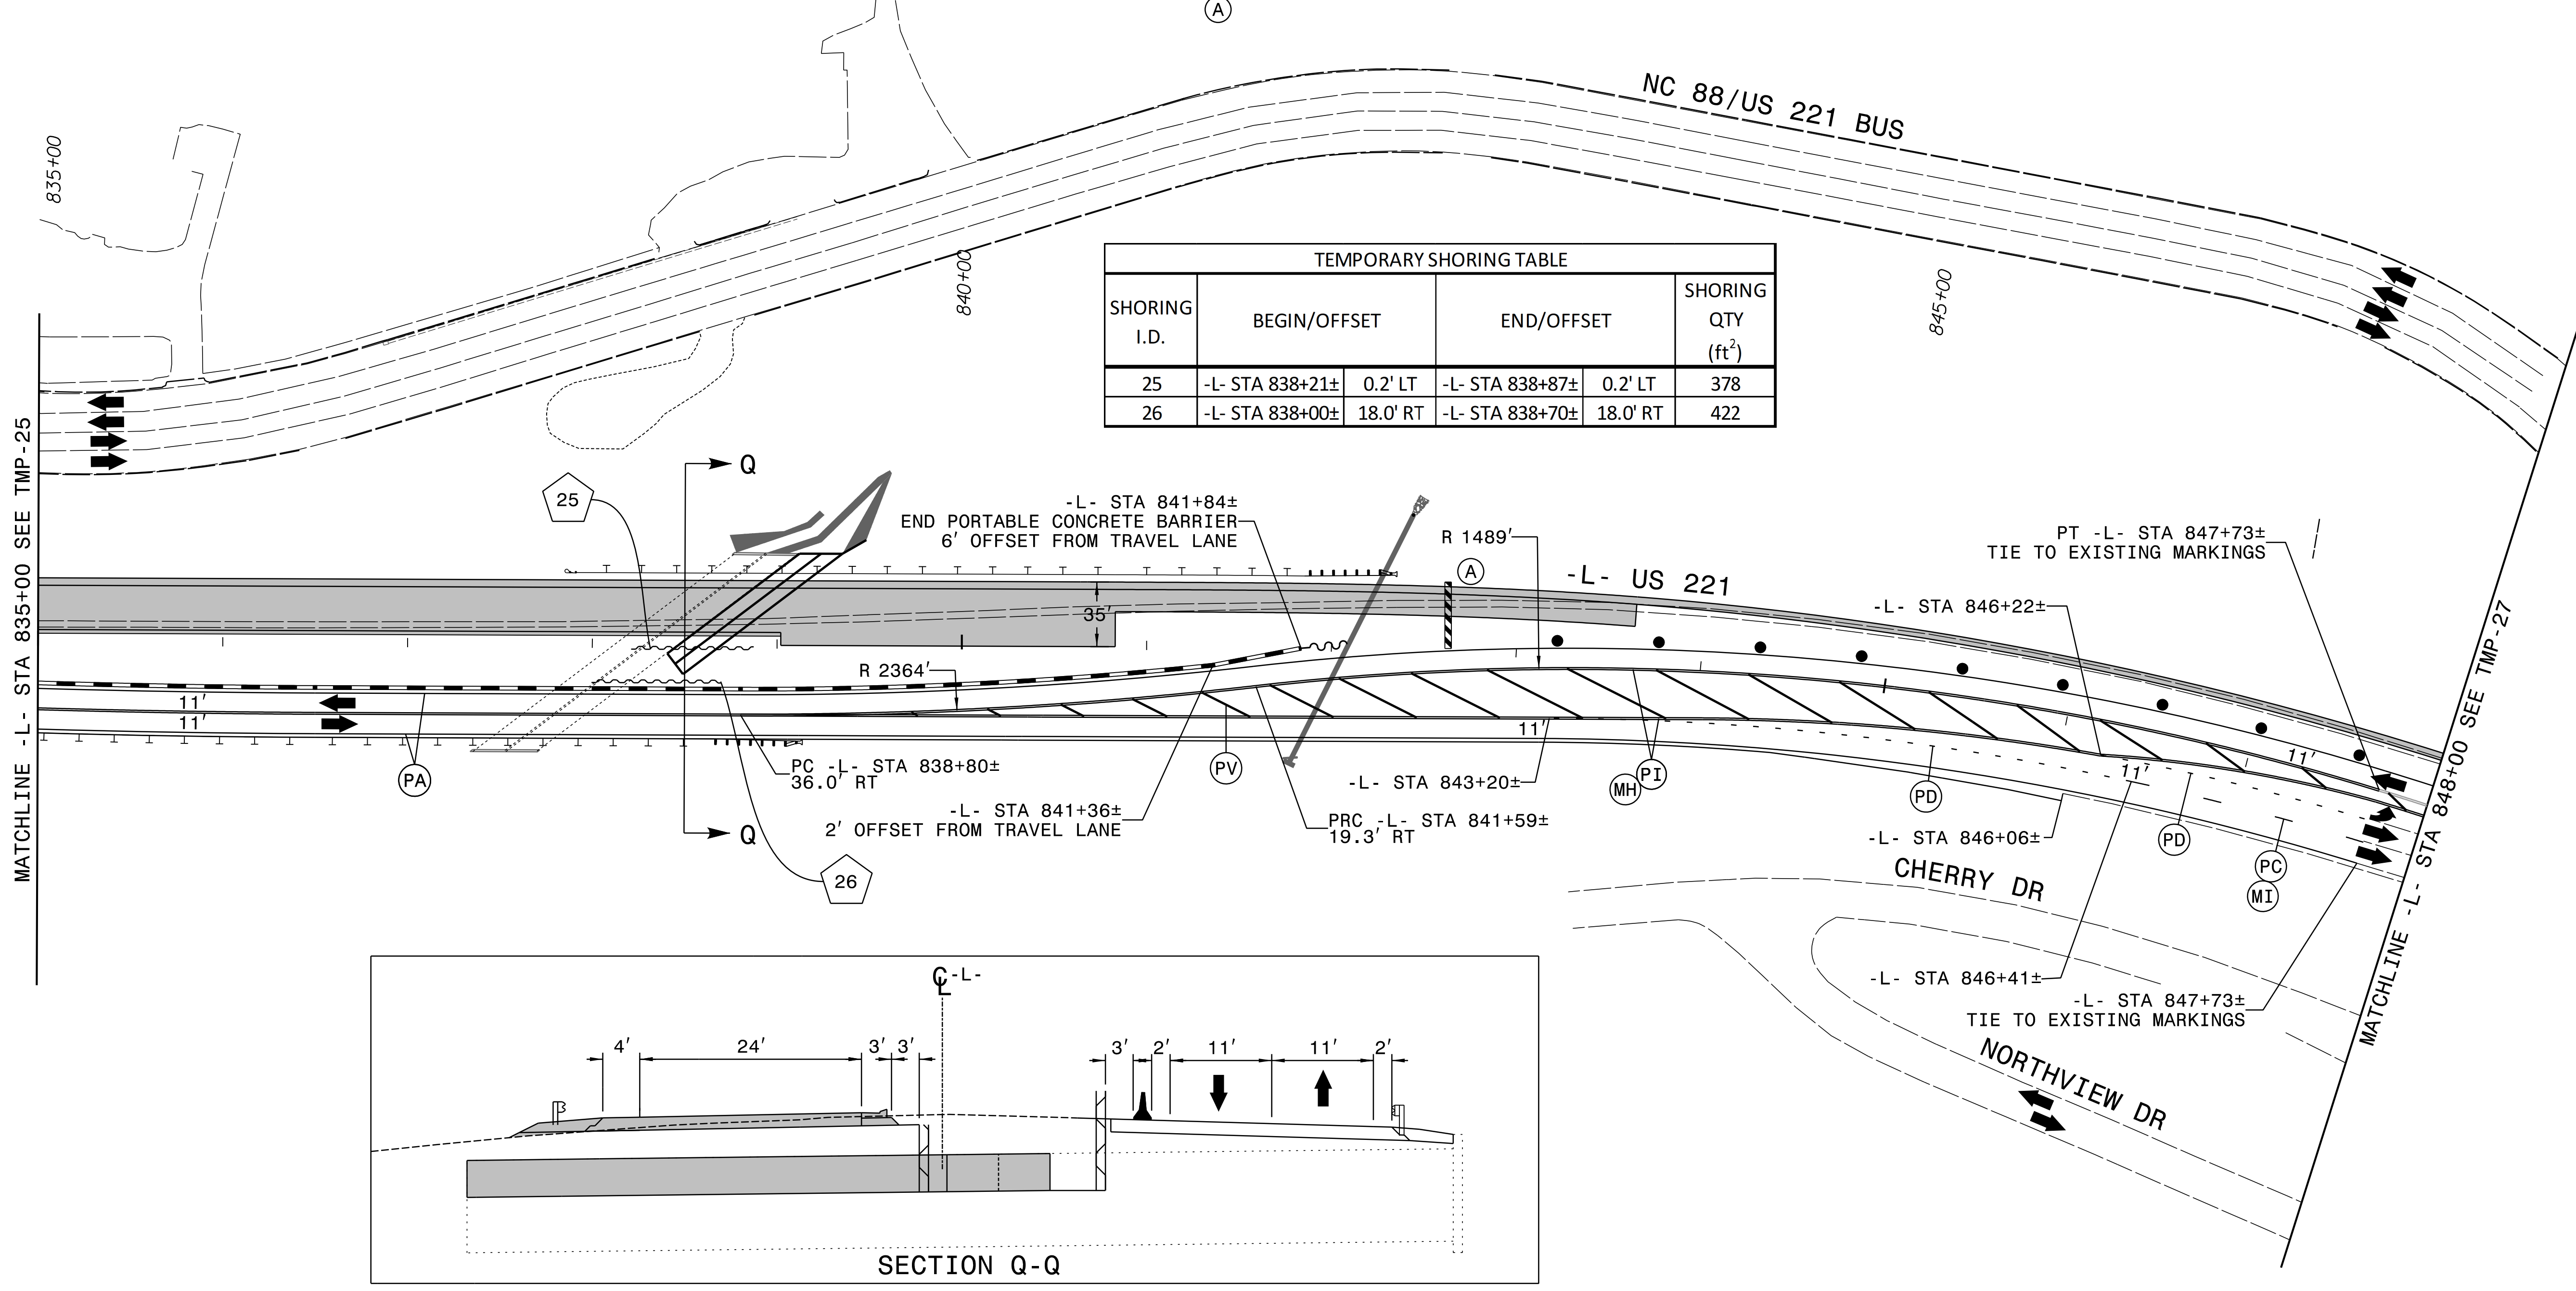 A
NC 88/US 221 BUS
835+00
840+00
845+00
TEMPORARY SHORING TABLE
SHORING I.D. BEGIN/OFFSET END/OFFSET SHORING QTY (ft2)
25 -L- STA 838+21± 0.2' LT -L- STA 838+87± 0.2' LT 378
26 -L- STA 838+00± 18.0' RT -L- STA 838+70± 18.0' RT 422
MATCHLINE -L- STA 835+00 SEE TMP-25
Q
25
-L- STA 841+84±
END PORTABLE CONCRETE BARRIER
6' OFFSET FROM TRAVEL LANE
R 1489'
A
-L- US 221
PT -L- STA 847+73±
TIE TO EXISTING MARKINGS
-L- STA 846+22±
35'
R 2364'
11'
11'
11'
11'
11'
PA
PC -L- STA 838+80±
36.0' RT
PV
-L- STA 843+20±
MH
PI
PD
PD
-L- STA 841+36±
2' OFFSET FROM TRAVEL LANE
PRC -L- STA 841+59±
19.3' RT
Q
26
-L- STA 846+06±
PC
MI
CHERRY DR
-L- STA 846+41±
-L- STA 847+73±
TIE TO EXISTING MARKINGS
NORTHVIEW DR
MATCHLINE -L- STA 848+00 SEE TMP-27
CL -L-
4' 24' 3' 3' 3' 2' 11' 11' 2'
SECTION Q-Q